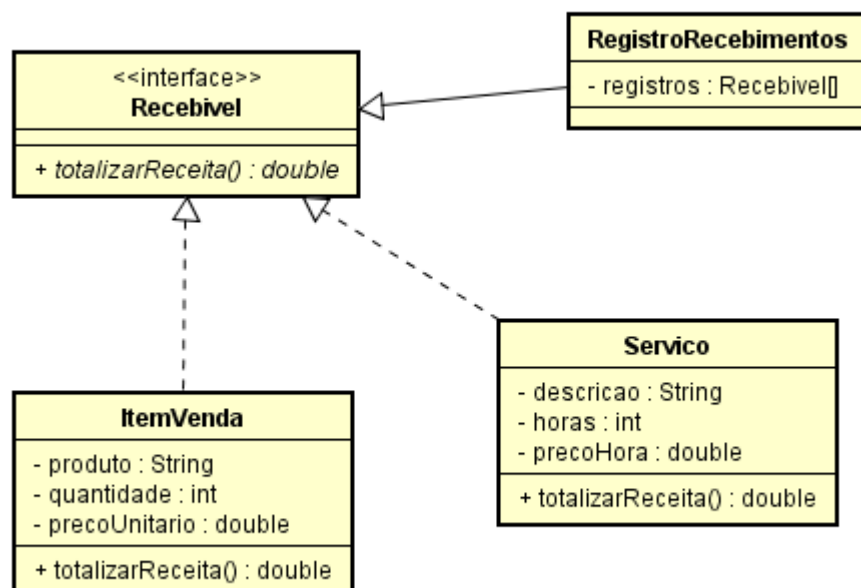 <<interface>>
Recebivel
+ totalizarReceita() : double
RegistroRecebimentos
- registros : Recebivel[]
ItemVenda
- produto : String
- quantidade : int
- precoUnitario : double
+ totalizarReceita() : double
Servico
- descricao : String
- horas : int
- precoHora : double
+ totalizarReceita() : double